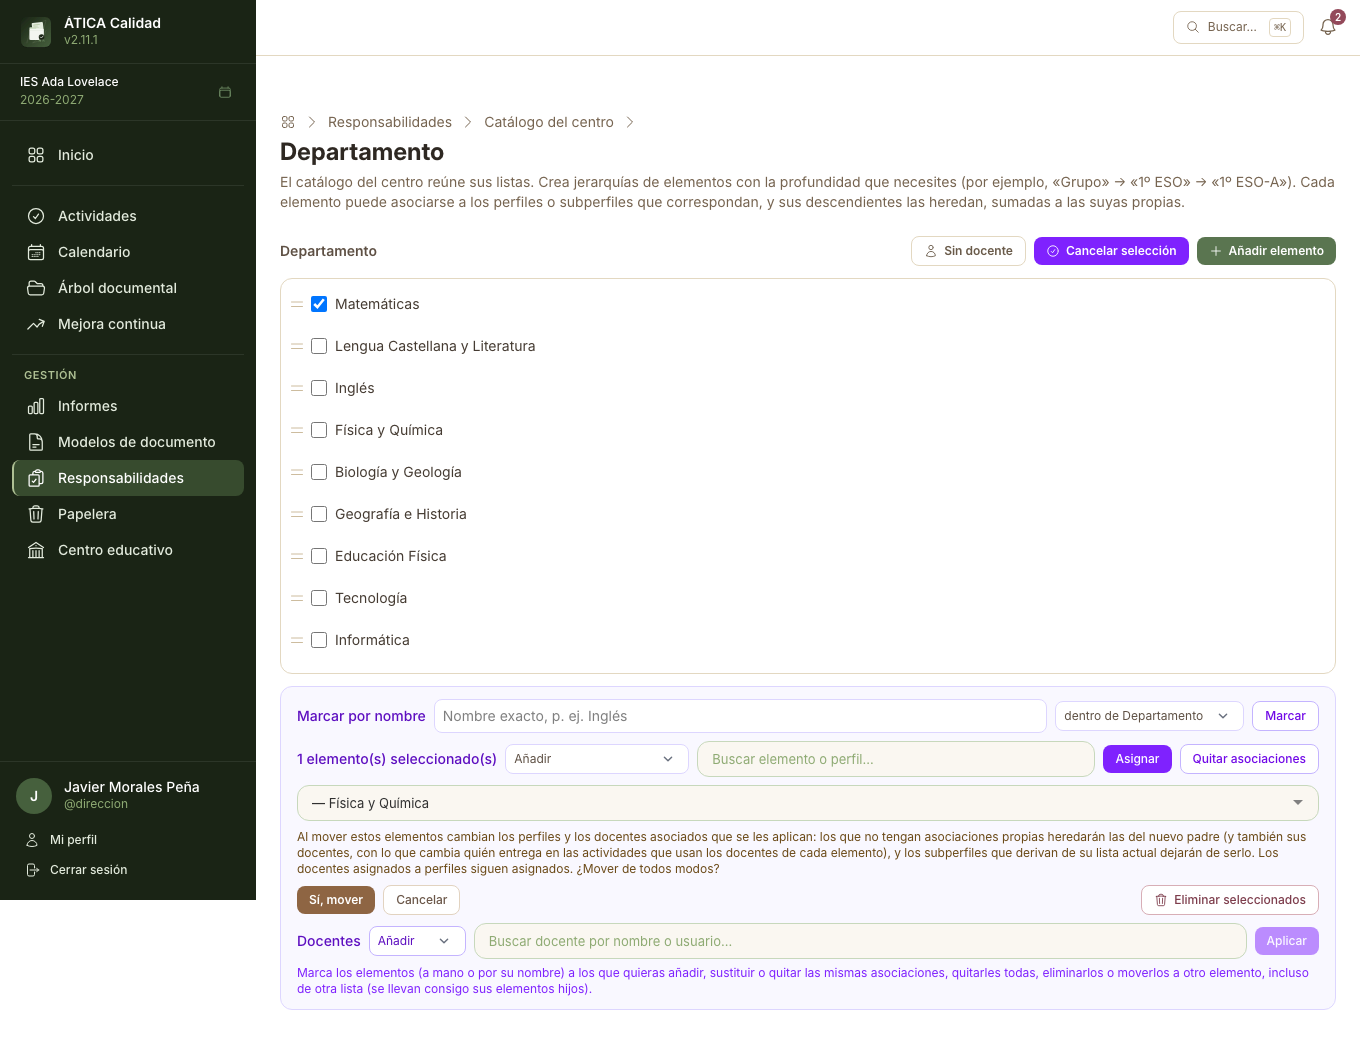 ÁTICA Calidad
v2.11.1
IES Ada Lovelace
2026-2027
Inicio
Actividades
Calendario
Árbol documental
Mejora continua
GESTIÓN
Informes
Modelos de documento
Responsabilidades
Papelera
Centro educativo
J
Javier Morales Peña
@direccion
Mi perfil
Cerrar sesión
Buscar...
⌘K
2
Responsabilidades
Catálogo del centro
Departamento
El catálogo del centro reúne sus listas. Crea jerarquías de elementos con la profundidad que necesites (por ejemplo, «Grupo» → «1º ESO» → «1º ESO-A»). Cada
elemento puede asociarse a los perfiles o subperfiles que correspondan, y sus descendientes las heredan, sumadas a las suyas propias.
Departamento
Sin docente
Cancelar selección
Añadir elemento
Matemáticas
Lengua Castellana y Literatura
Inglés
Física y Química
Biología y Geología
Geografía e Historia
Educación Física
Tecnología
Informática
Marcar por nombre
Nombre exacto, p. ej. Inglés
dentro de Departamento
Marcar
1 elemento(s) seleccionado(s)
Añadir
Buscar elemento o perfil...
Asignar
Quitar asociaciones
— Física y Química
Al mover estos elementos cambian los perfiles y los docentes asociados que se les aplican: los que no tengan asociaciones propias heredarán las del nuevo padre (y también sus
docentes, con lo que cambia quién entrega en las actividades que usan los docentes de cada elemento), y los subperfiles que derivan de su lista actual dejarán de serlo. Los
docentes asignados a perfiles siguen asignados. ¿Mover de todos modos?
Sí, mover
Cancelar
Eliminar seleccionados
Docentes
Añadir
Buscar docente por nombre o usuario...
Aplicar
Marca los elementos (a mano o por su nombre) a los que quieras añadir, sustituir o quitar las mismas asociaciones, quitarles todas, eliminarlos o moverlos a otro elemento, incluso
de otra lista (se llevan consigo sus elementos hijos).